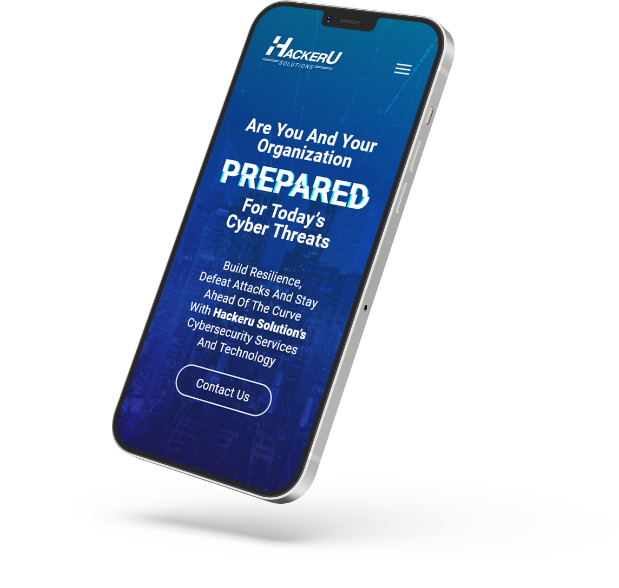 HACKERU
SOLUTIONS
Are You And Your
Organization
PREPARED
For Today's
Cyber Threats
Build Resilience,
Defeat Attacks And Stay
Ahead Of The Curve
With Hackeru Solution's
Cybersecurity Services
And Technology
Contact Us